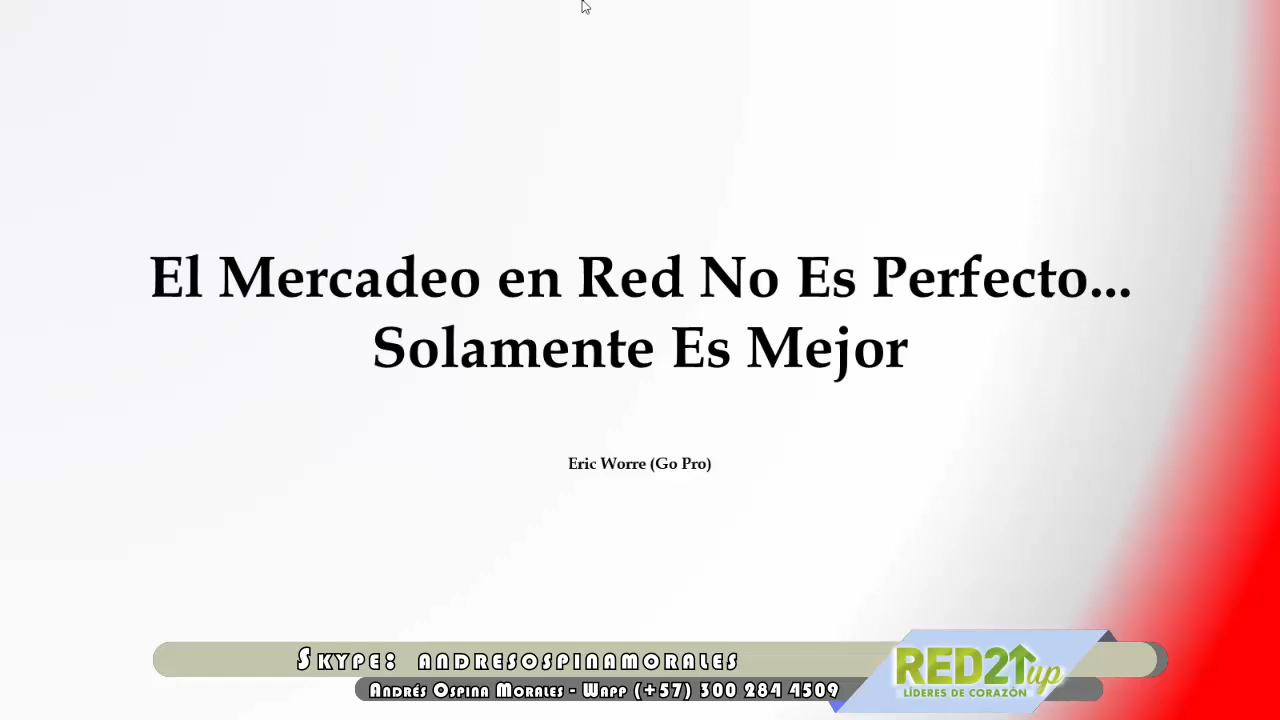 El Mercadeo en Red No Es Perfecto...
Solamente Es Mejor
Eric Worre (Go Pro)
Skype: andresospinamorales
Andrés Ospina Morales - Wapp (+57) 300 284 4509
RED21up
LÍDERES DE CORAZÓN